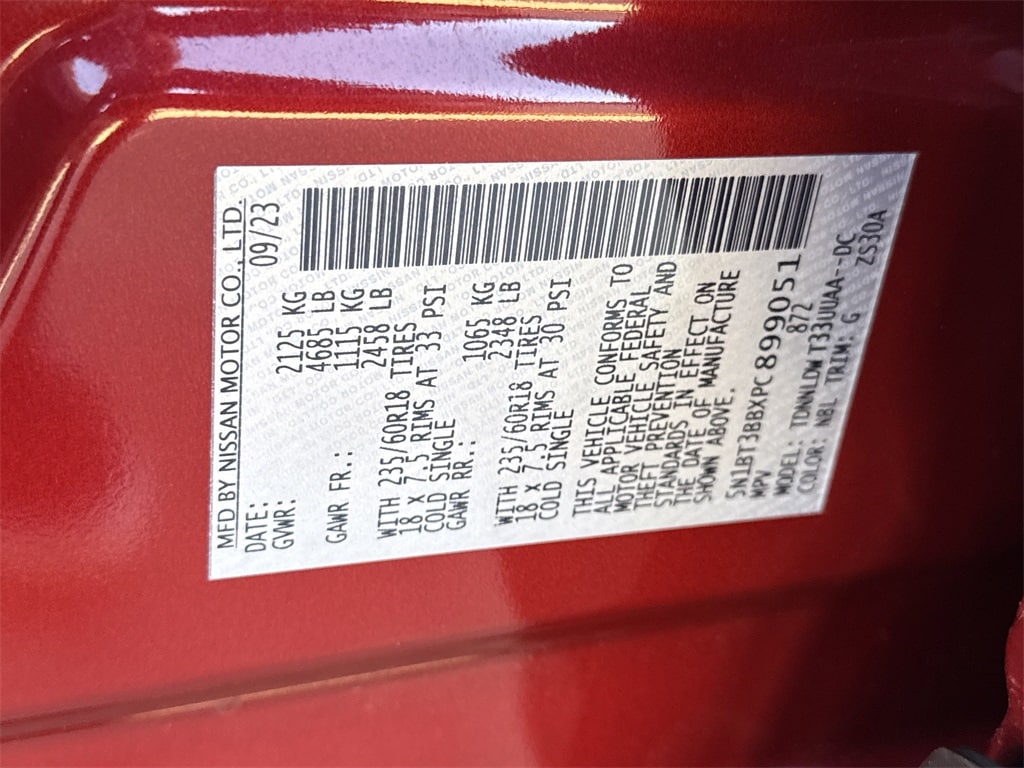 MFD BY NISSAN MOTOR CO., LTD.
DATE: 09/23
GVWR: 2125 KG
4685 LB
GAWR FR.: 1115 KG
2458 LB
WITH 235/60R18 TIRES
18 X 7.5 RIMS AT 33 PSI
COLD SINGLE
GAWR RR.: 1065 KG
2348 LB
WITH 235/60R18 TIRES
18 X 7.5 RIMS AT 30 PSI
COLD SINGLE
THIS VEHICLE CONFORMS TO
ALL APPLICABLE FEDERAL
MOTOR VEHICLE SAFETY AND
THEFT PREVENTION
STANDARDS IN EFFECT ON
THE DATE OF MANUFACTURE
SHOWN ABOVE.
5N1BT3BBXPC899051
MPV 872
MODEL: TDNNLDW T33UUAA--DC
COLOR: NBL TRIM: G ZS30A